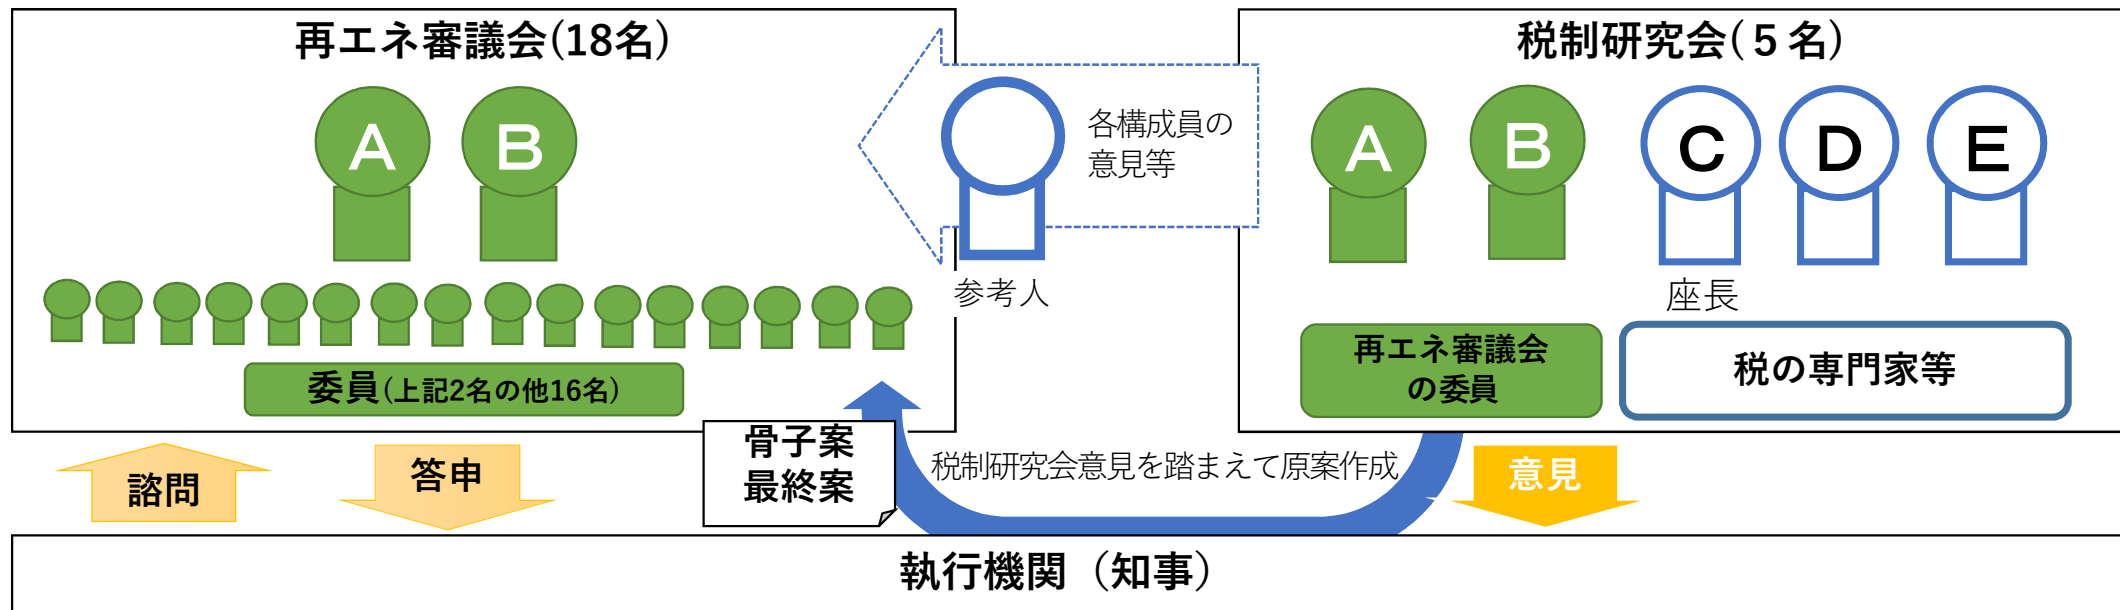 再エネ審議会(18名)
A
B
委員(上記2名の他16名)
各構成員の
意見等
参考人
税制研究会(５名)
A
B
C
D
E
座長
再エネ審議会
の委員
税の専門家等
諮問
答申
骨子案
最終案
税制研究会意見を踏まえて原案作成
意見
執行機関（知事）